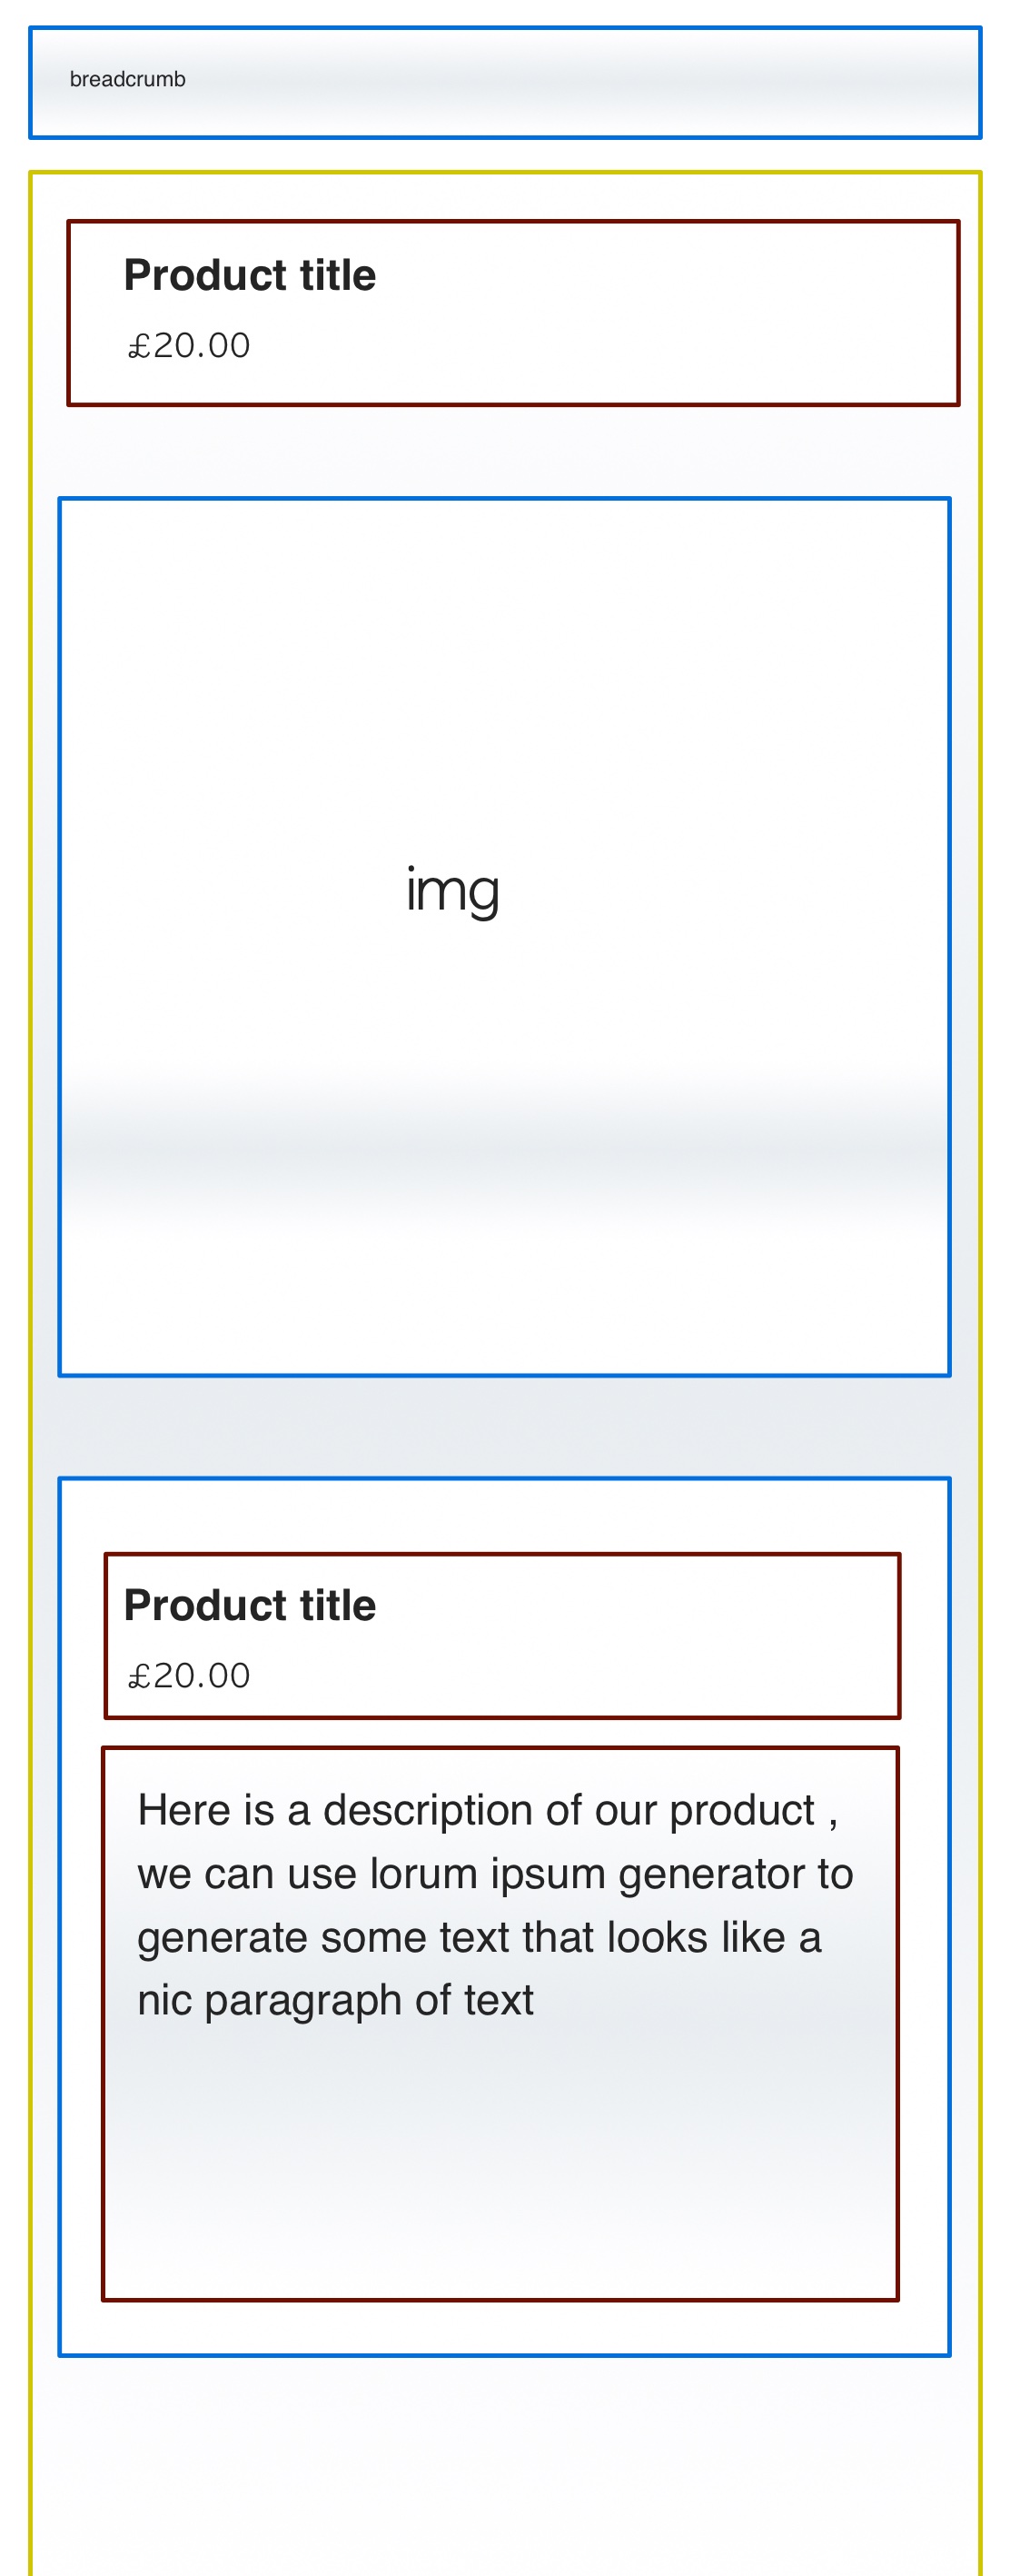 breadcrumb
Product title
£20.00
img
Product title
£20.00
Here is a description of our product ,
we can use lorum ipsum generator to
generate some text that looks like a
nic paragraph of text